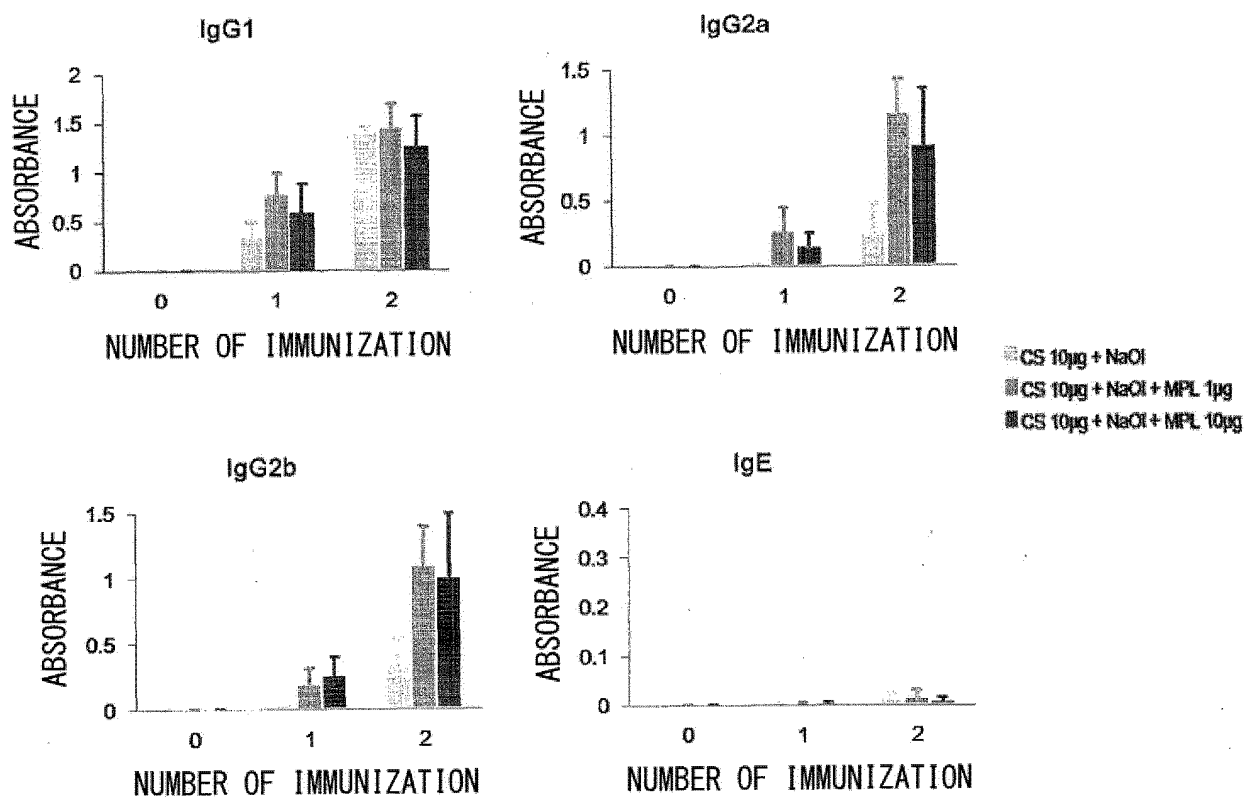 IgG1
2
1.5
1
0.5
0
ABSORBANCE
0 1 2
NUMBER OF IMMUNIZATION
IgG2a
1.5
1
0.5
0
ABSORBANCE
0 1 2
NUMBER OF IMMUNIZATION
CS 10μg + NaOl
CS 10μg + NaOl + MPL 1μg
CS 10μg + NaOl + MPL 10μg
IgG2b
1.5
1
0.5
0
ABSORBANCE
0 1 2
NUMBER OF IMMUNIZATION
IgE
0.4
0.3
0.2
0.1
0
ABSORBANCE
0 1 2
NUMBER OF IMMUNIZATION